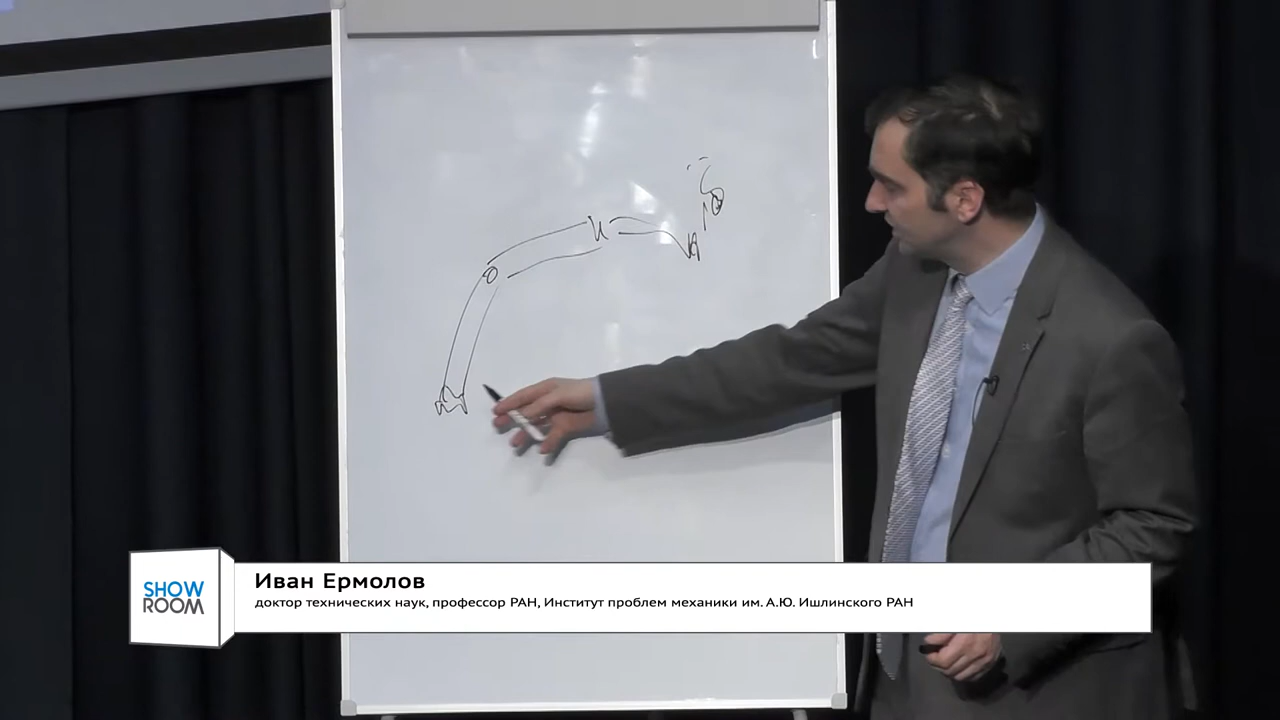 Иван Ермолов
доктор технических наук, профессор РАН, Институт проблем механики им. А.Ю. Ишлинского РАН
SHOW
ROOM